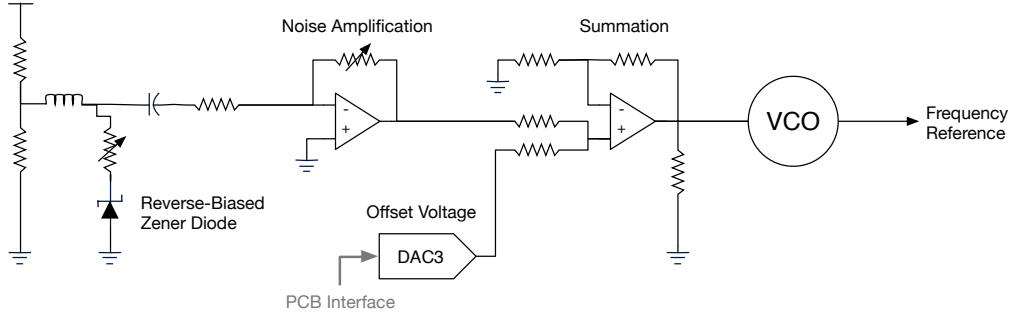 Noise Amplification
Summation
-
+
-
+
VCO
Frequency
Reference
Reverse-Biased
Zener Diode
Offset Voltage
DAC3
PCB Interface